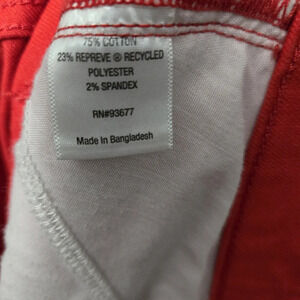 75% COTTON
23% REPREVE ® RECYCLED
POLYESTER
2% SPANDEX
RN#93677
Made in Bangladesh